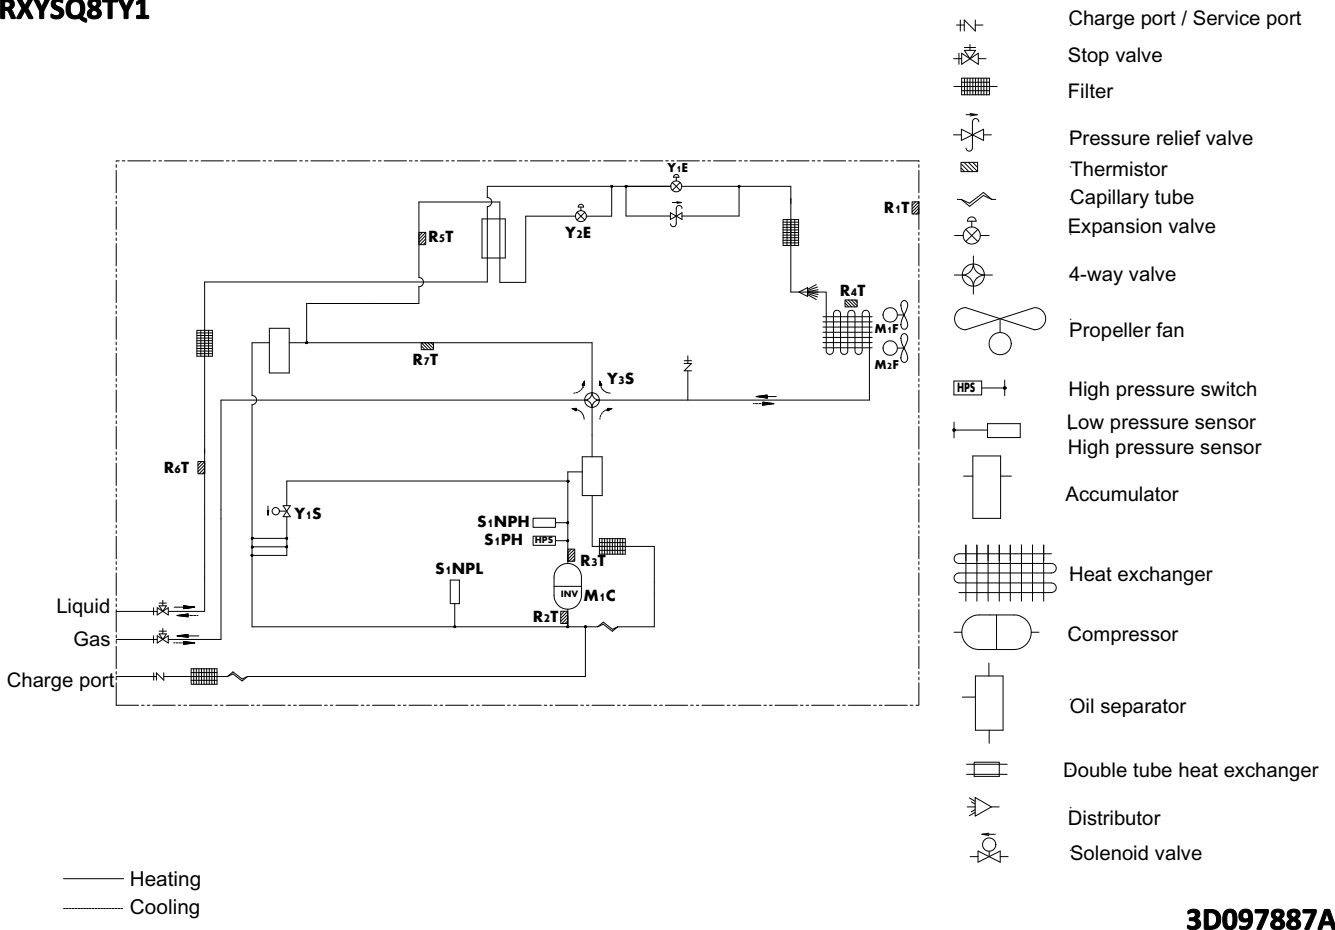 RXYSQ8TY1
Charge port / Service port
Stop valve
Filter
Pressure relief valve
Thermistor
Capillary tube
Expansion valve
4-way valve
Propeller fan
HPS
High pressure switch
Low pressure sensor
High pressure sensor
Accumulator
Heat exchanger
Compressor
Oil separator
Double tube heat exchanger
Distributor
Solenoid valve
Y1E
R1T
Y2E
R5T
R4T
M1F
M2F
R7T
Y3S
R6T
Y1S
S1NPH
S1PH
HPS
R3T
S1NPL
INV
M1C
R2T
Liquid
Gas
Charge port
Heating
Cooling
3D097887A